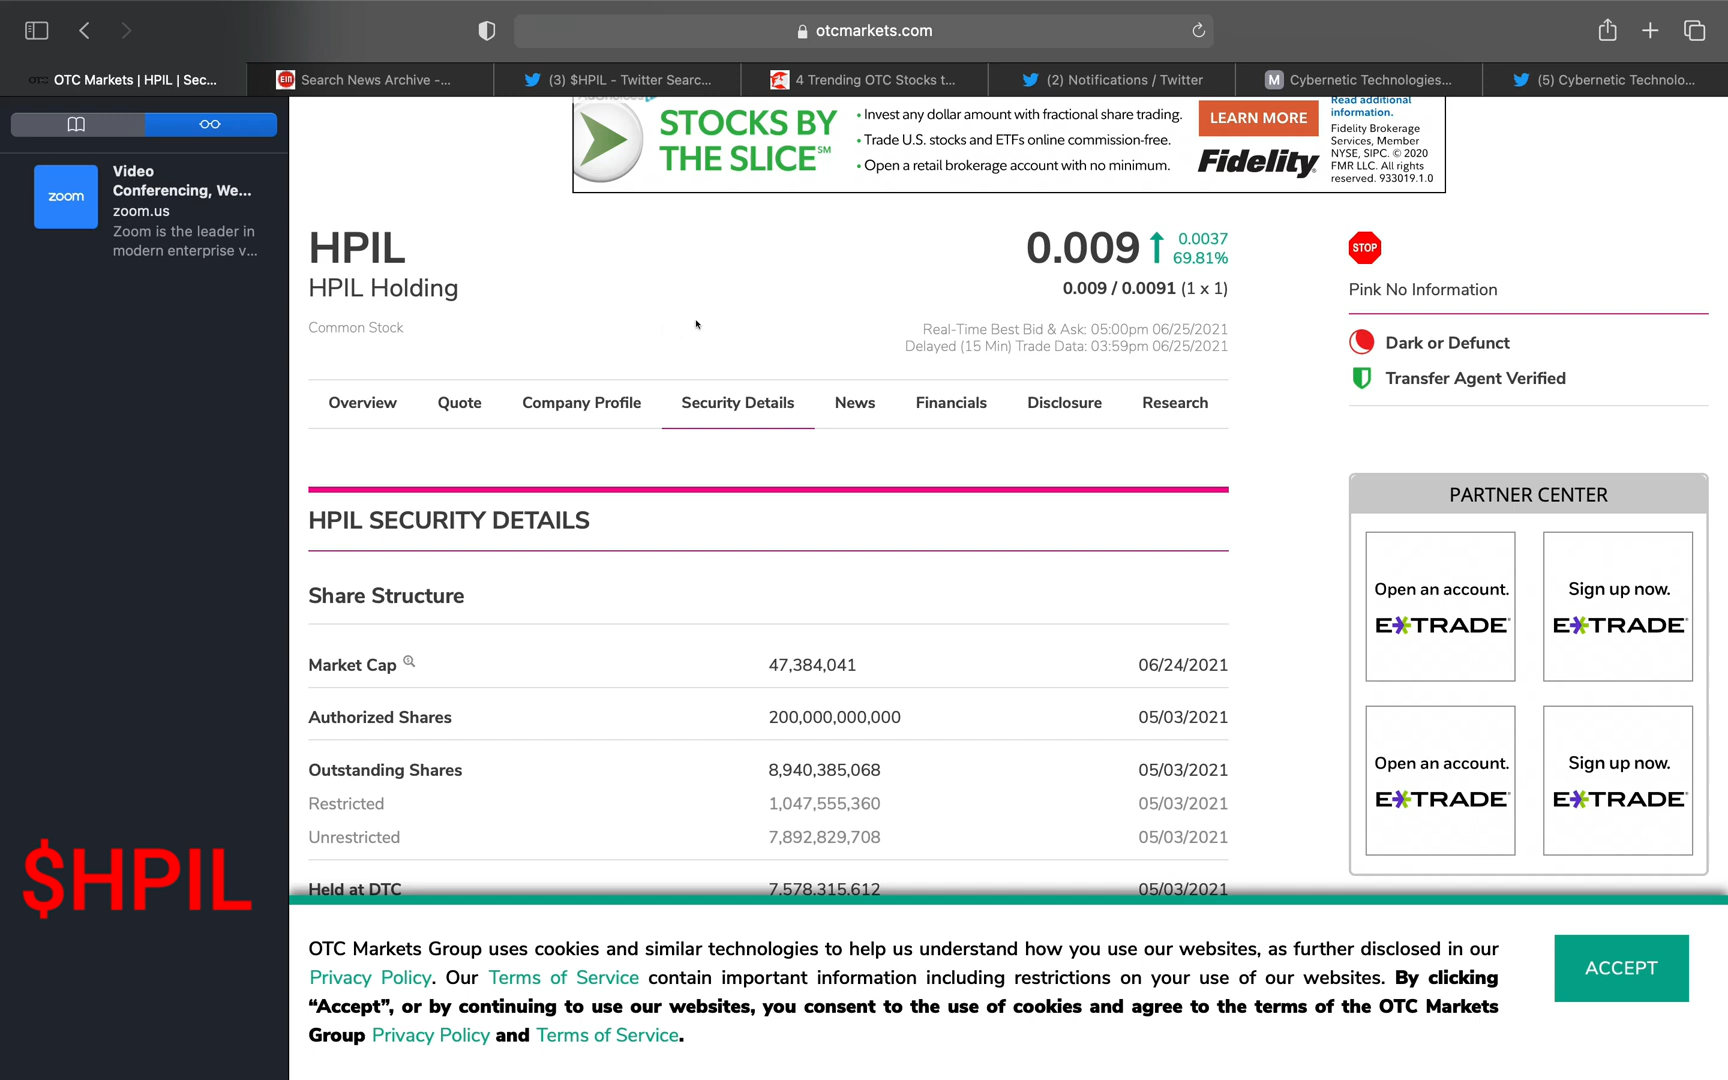 otcmarkets.com
OTC Markets | HPIL | Sec...
EIN Search News Archive -...
(3) $HPIL - Twitter Searc...
4 Trending OTC Stocks t...
(2) Notifications / Twitter
M Cybernetic Technologies...
(5) Cybernetic Technolo...
zoom
Video
Conferencing, We...
zoom.us
Zoom is the leader in
modern enterprise v...
$HPIL
STOCKS BY
THE SLICE℠
• Invest any dollar amount with fractional share trading.
• Trade U.S. stocks and ETFs online commission-free.
• Open a retail brokerage account with no minimum.
LEARN MORE
Fidelity
Read additional
information.
Fidelity Brokerage
Services, Member
NYSE, SIPC. © 2020
FMR LLC. All rights
reserved. 933019.1.0
HPIL
HPIL Holding
Common Stock
0.009
0.0037
69.81%
0.009 / 0.0091 (1 x 1)
Real-Time Best Bid & Ask: 05:00pm 06/25/2021
Delayed (15 Min) Trade Data: 03:59pm 06/25/2021
STOP
Pink No Information
Dark or Defunct
Transfer Agent Verified
Overview Quote Company Profile Security Details News Financials Disclosure Research
HPIL SECURITY DETAILS
Share Structure
Market Cap 47,384,041 06/24/2021
Authorized Shares 200,000,000,000 05/03/2021
Outstanding Shares 8,940,385,068 05/03/2021
Restricted 1,047,555,360 05/03/2021
Unrestricted 7,892,829,708 05/03/2021
Held at DTC 7,578,315,612 05/03/2021
PARTNER CENTER
Open an account.
E*TRADE
Sign up now.
E*TRADE
Open an account.
E*TRADE
Sign up now.
E*TRADE
OTC Markets Group uses cookies and similar technologies to help us understand how you use our websites, as further disclosed in our
Privacy Policy. Our Terms of Service contain important information including restrictions on your use of our websites. By clicking
“Accept”, or by continuing to use our websites, you consent to the use of cookies and agree to the terms of the OTC Markets
Group Privacy Policy and Terms of Service.
ACCEPT